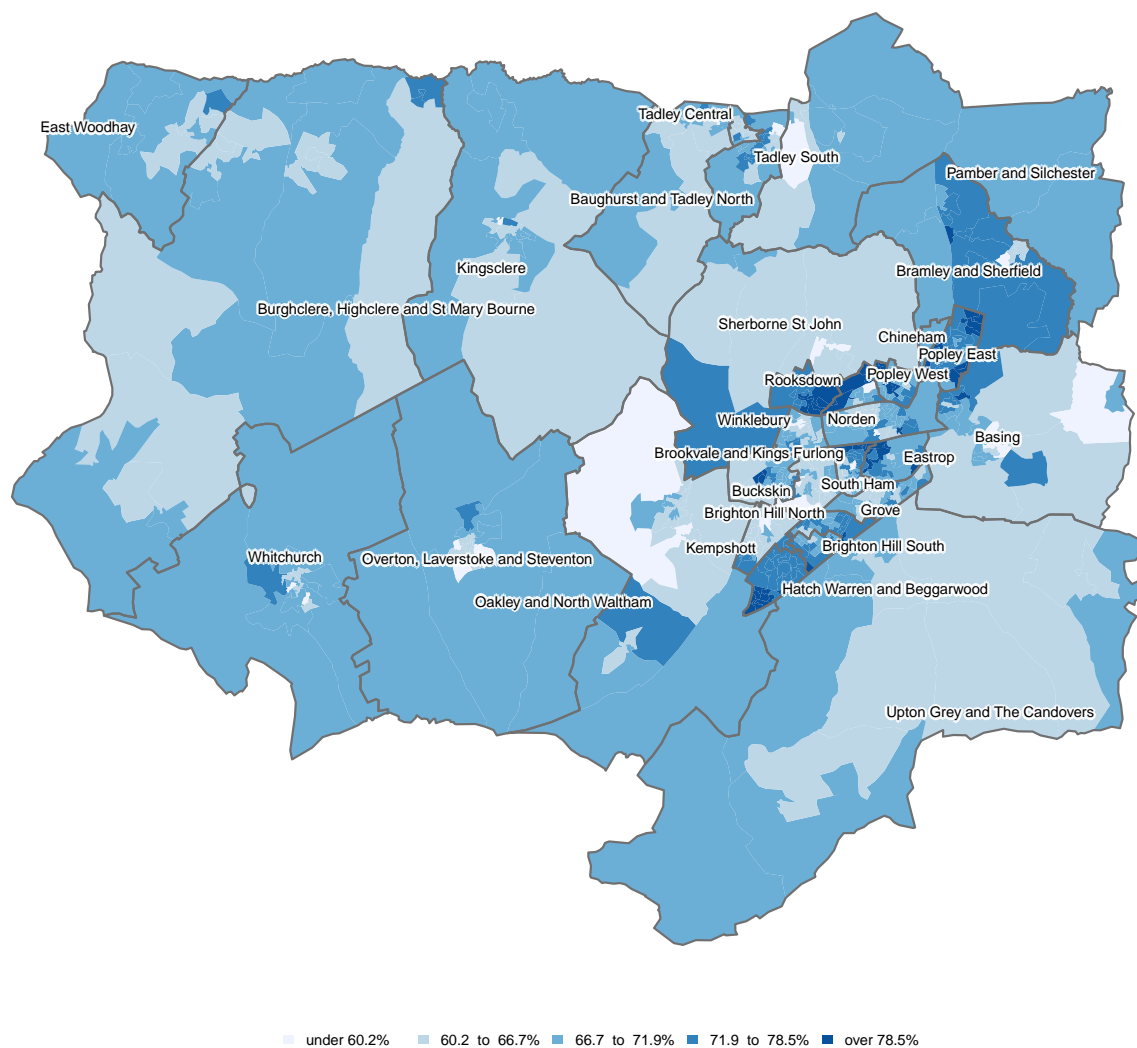 Tadley Central
East Woodhay
Tadley South
Pamber and Silchester
Baughurst and Tadley North
Kingsclere
Bramley and Sherfield
Burghclere, Highclere and St Mary Bourne
Sherborne St John
Chineham
Popley East
Rooksdown
Popley West
Winklebury
Norden
Basing
Brookvale and Kings Furlong
Eastrop
South Ham
Buckskin
Brighton Hill North
Grove
Kempshott
Brighton Hill South
Whitchurch
Overton, Laverstoke and Steventon
Hatch Warren and Beggarwood
Oakley and North Waltham
Upton Grey and The Candovers
under 60.2% 60.2 to 66.7% 66.7 to 71.9% 71.9 to 78.5% over 78.5%